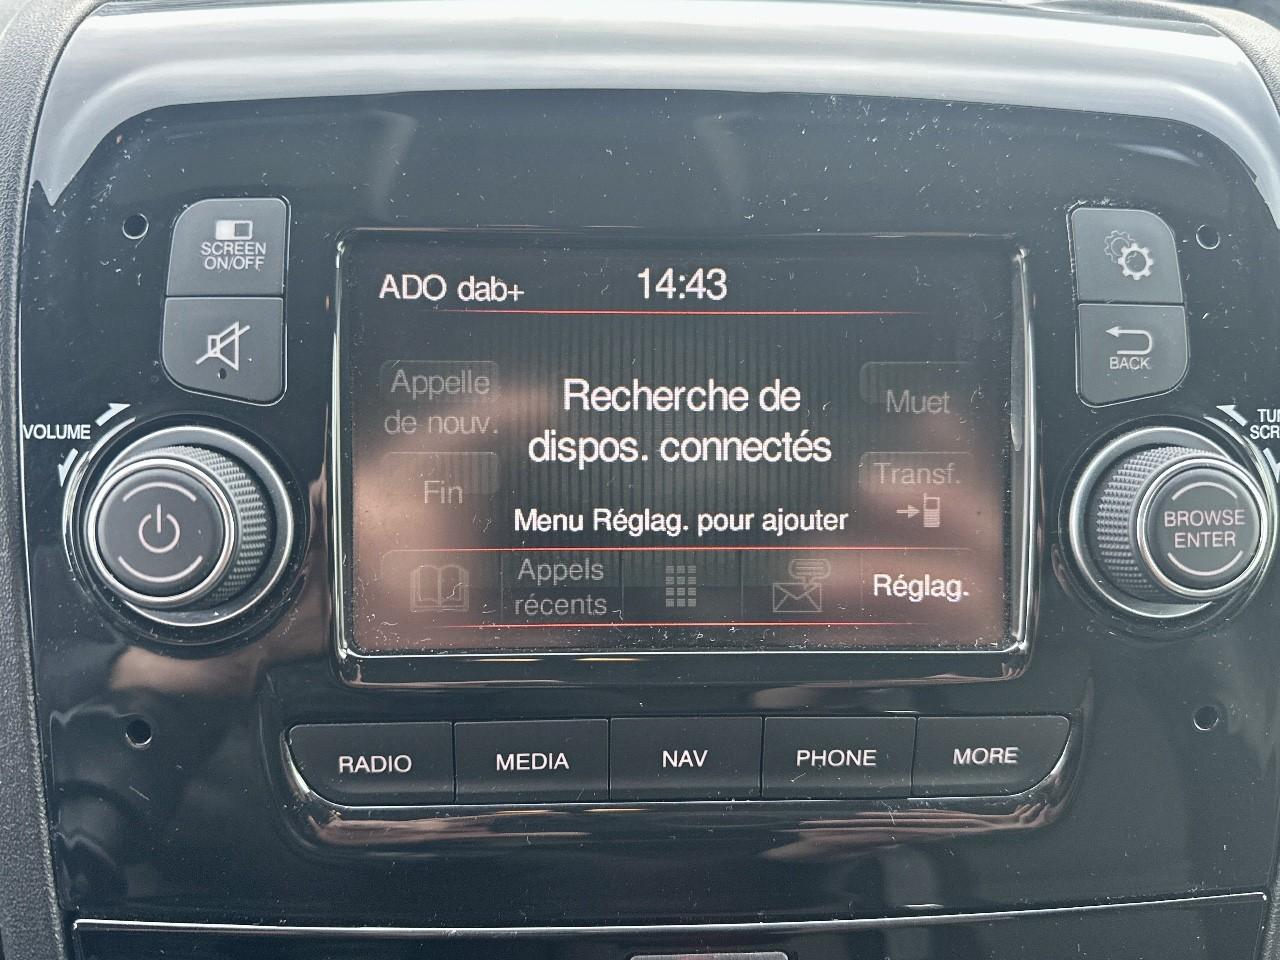 SCREEN
ON/OFF
VOLUME
ADO dab+ 14:43
Appelle
de nouv.
Recherche de
dispos. connectés
Muet
Fin
Transf.
Menu Réglag. pour ajouter
Appels
récents
Réglag.
BACK
BROWSE
ENTER
RADIO MEDIA NAV PHONE MORE